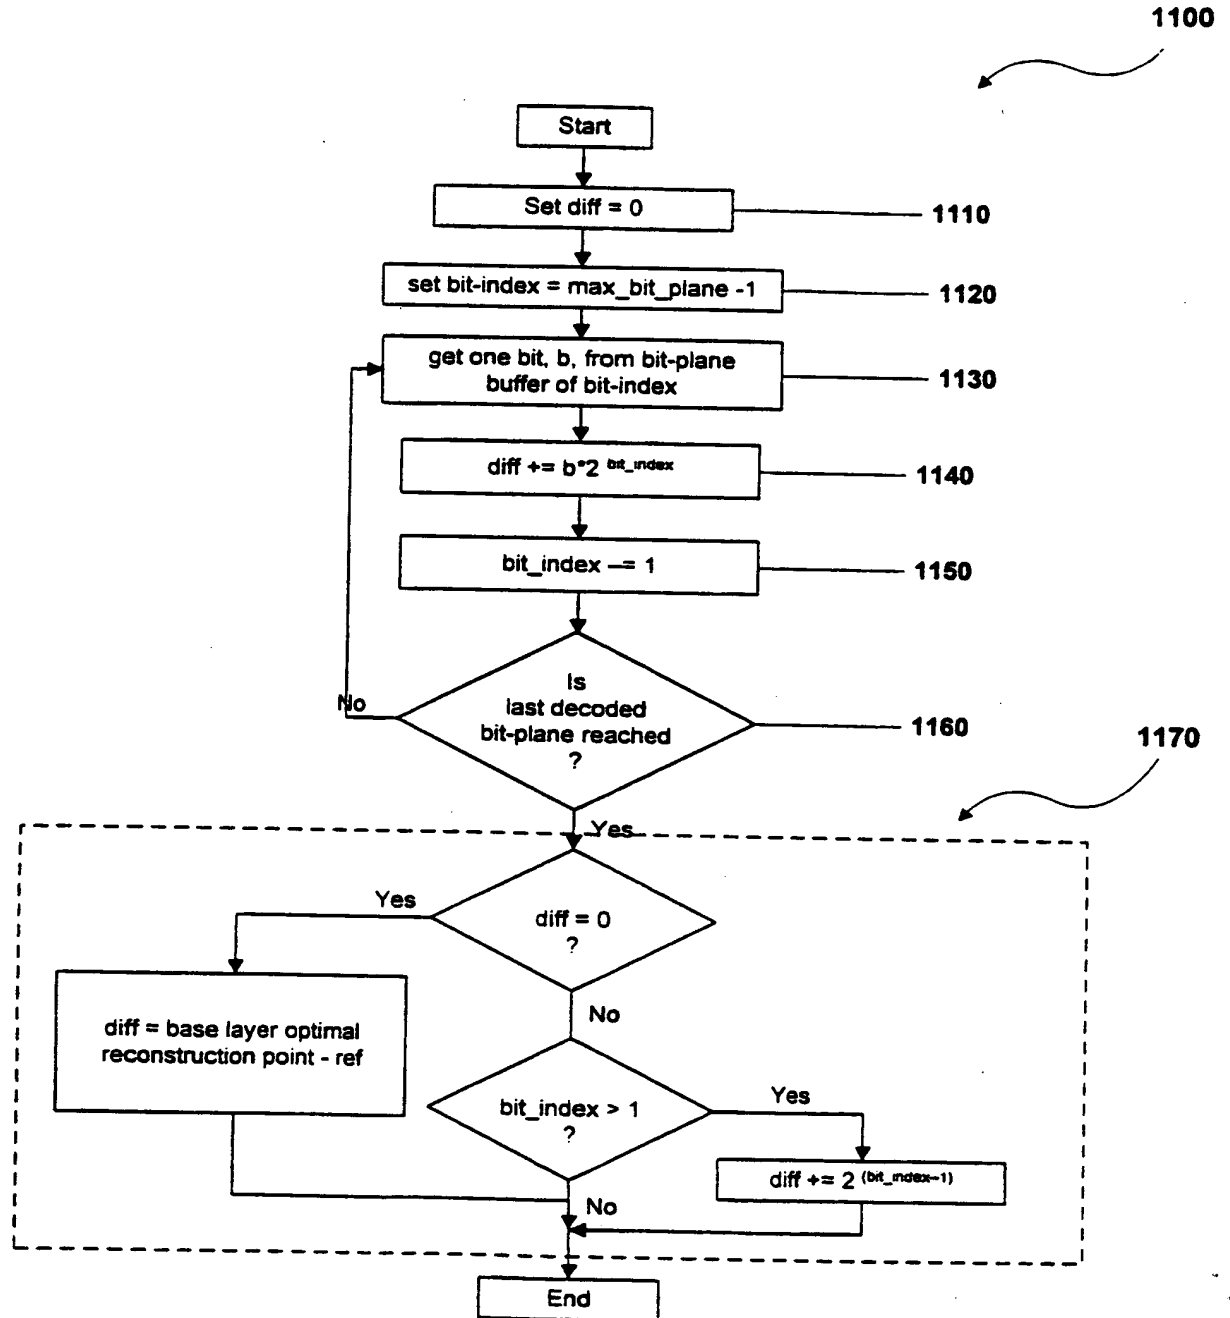 1100
Start
Set diff = 0
1110
set bit-index = max_bit_plane -1
1120
get one bit, b, from bit-plane
buffer of bit-index
1130
diff += b*2 bit_index
1140
bit_index -= 1
1150
Is
last decoded
bit-plane reached
?
No
1160
1170
Yes
diff = 0
?
Yes
No
diff = base layer optimal
reconstruction point - ref
bit_index > 1
?
Yes
diff += 2 (bit_index-1)
No
End